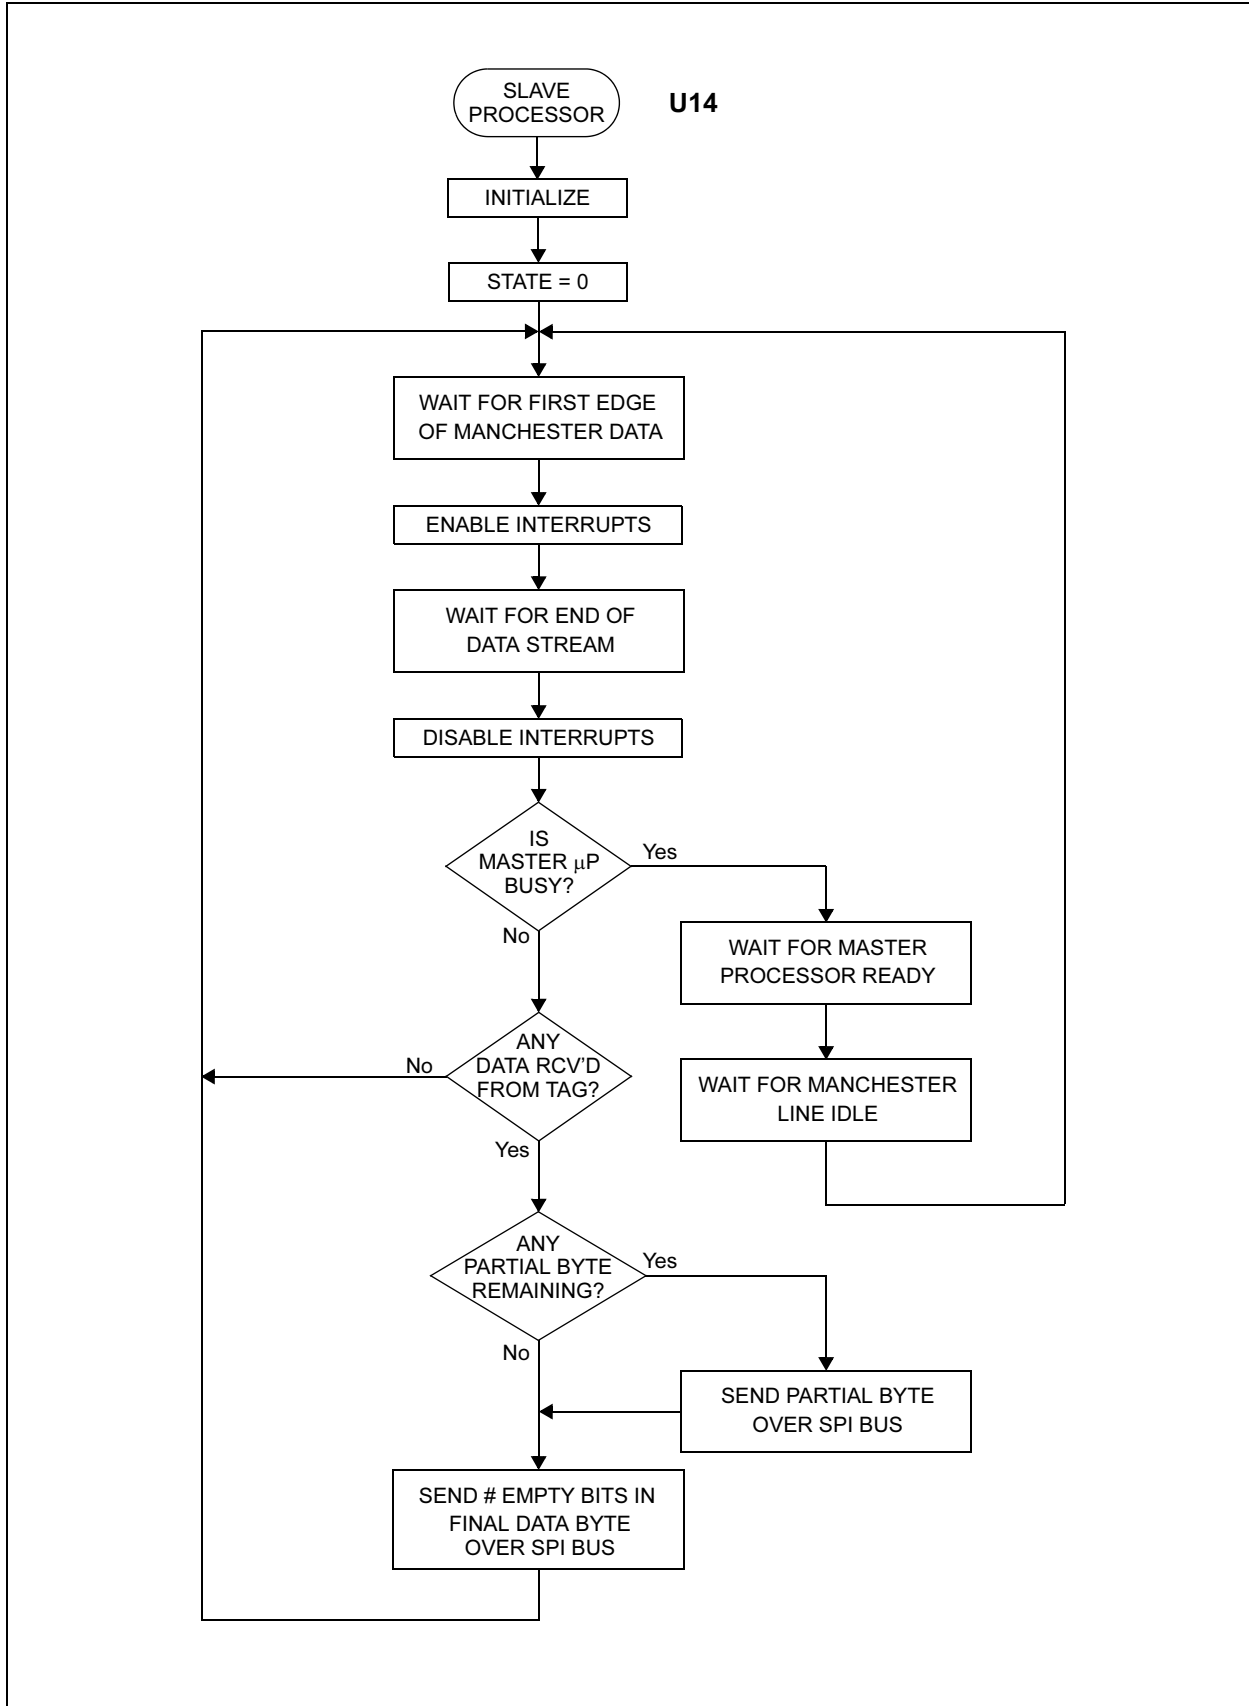 SLAVE
PROCESSOR
U14
INITIALIZE
STATE = 0
WAIT FOR FIRST EDGE
OF MANCHESTER DATA
ENABLE INTERRUPTS
WAIT FOR END OF
DATA STREAM
DISABLE INTERRUPTS
IS
MASTER µP
BUSY?
Yes
No
WAIT FOR MASTER
PROCESSOR READY
ANY
DATA RCV'D
FROM TAG?
No
Yes
WAIT FOR MANCHESTER
LINE IDLE
ANY
PARTIAL BYTE
REMAINING?
Yes
No
SEND PARTIAL BYTE
OVER SPI BUS
SEND # EMPTY BITS IN
FINAL DATA BYTE
OVER SPI BUS